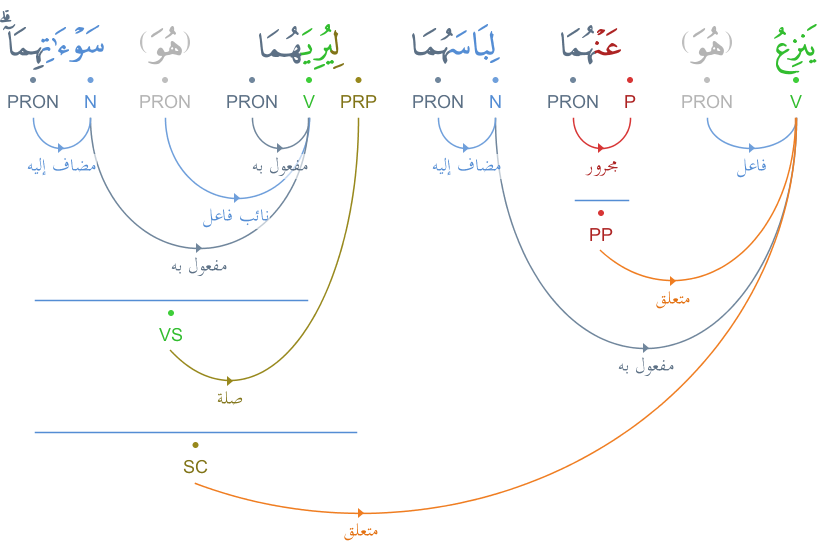 يَنزِعُ (هُوَ) عَنْهُمَا لِبَاسَهُمَا لِيُرِيَهُمَا (هُوَ) سَوْءَٰتِهِمَآ ۗ
V PRON P PRON N PRON PRP V PRON PRON N PRON
فاعل مجرور مضاف إليه مفعول به مضاف إليه
نائب فاعل
PP
مفعول به
متعلق
VS
مفعول به
صلة
SC
متعلق